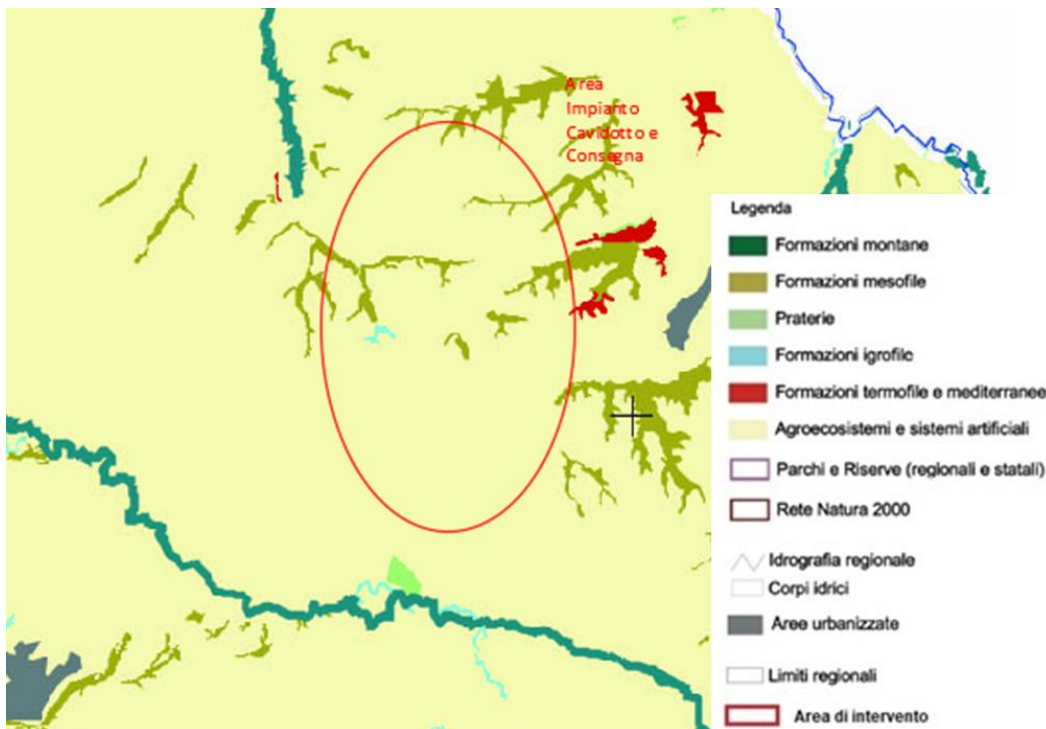 Area
Impianto
Cavidotto e
Consegna
Legenda
Formazioni montane
Formazioni mesofile
Praterie
Formazioni igrofile
Formazioni termofile e mediterranee
Agroecosistemi e sistemi artificiali
Parchi e Riserve (regionali e statali)
Rete Natura 2000
Idrografia regionale
Corpi idrici
Aree urbanizzate
Limiti regionali
Area di intervento